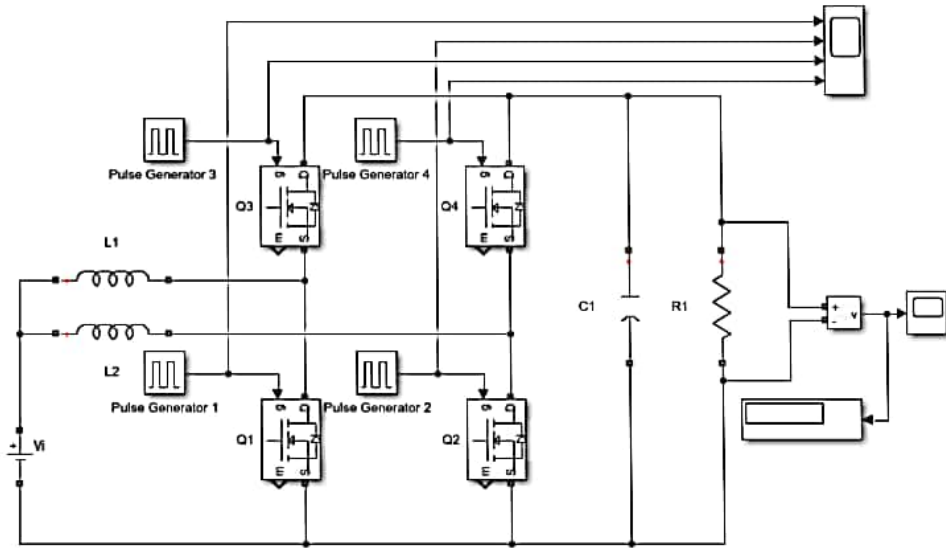 Pulse Generator 3
Pulse Generator 4
g
D
g
D
Q3
Q4
m
S
m
S
L1
+
C1
R1
+
-
v
L2
Pulse Generator 1
Pulse Generator 2
g
D
g
D
Q1
Q2
m
S
m
S
+
Vi